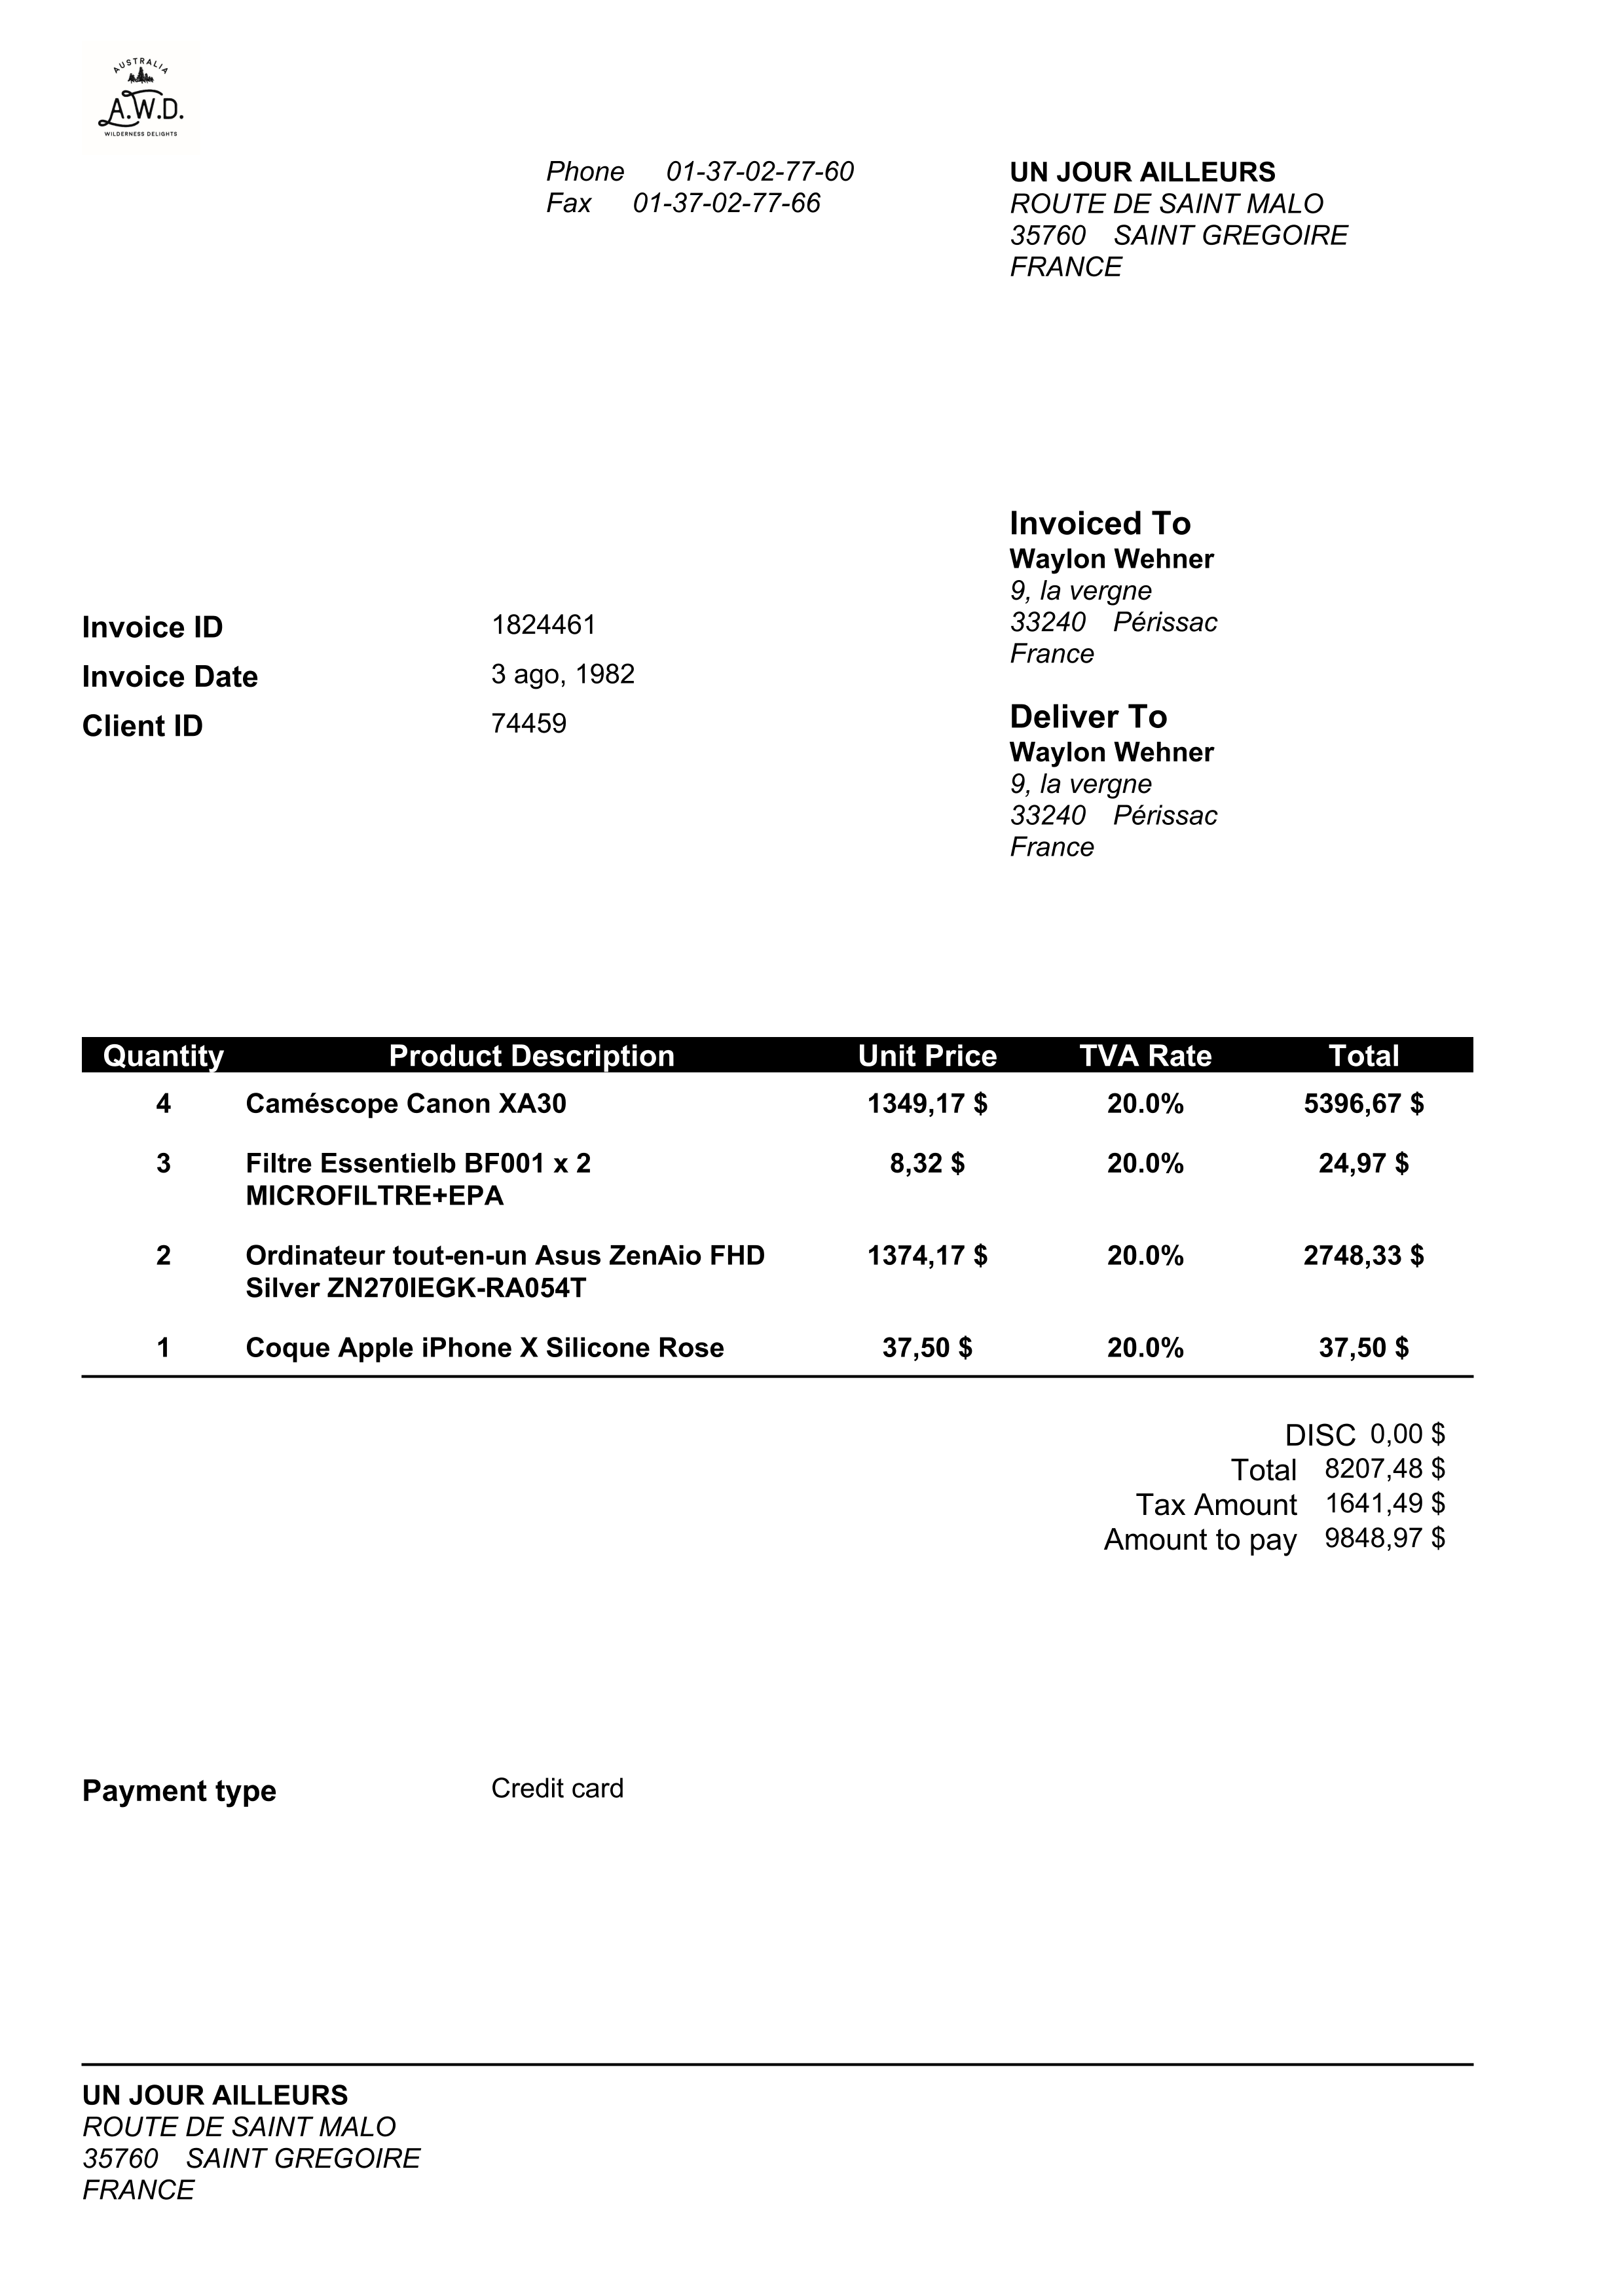 AUSTRALIA
A.W.D.
WILDERNESS DELIGHTS
Phone 01-37-02-77-60
Fax 01-37-02-77-66
UN JOUR AILLEURS
ROUTE DE SAINT MALO
35760 SAINT GREGOIRE
FRANCE
Invoiced To
Waylon Wehner
9, la vergne
33240 Périssac
France
Invoice ID 1824461
Invoice Date 3 ago, 1982
Client ID 74459
Deliver To
Waylon Wehner
9, la vergne
33240 Périssac
France
Quantity Product Description Unit Price TVA Rate Total
4 Caméscope Canon XA30 1349,17 $ 20.0% 5396,67 $
3 Filtre Essentielb BF001 x 2 8,32 $ 20.0% 24,97 $
MICROFILTRE+EPA
2 Ordinateur tout-en-un Asus ZenAio FHD 1374,17 $ 20.0% 2748,33 $
Silver ZN270IEGK-RA054T
1 Coque Apple iPhone X Silicone Rose 37,50 $ 20.0% 37,50 $
DISC 0,00 $
Total 8207,48 $
Tax Amount 1641,49 $
Amount to pay 9848,97 $
Payment type Credit card
UN JOUR AILLEURS
ROUTE DE SAINT MALO
35760 SAINT GREGOIRE
FRANCE